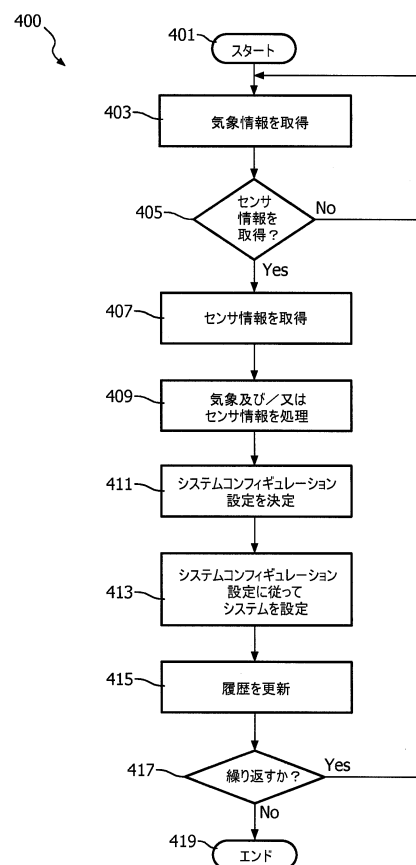 400
401
スタート
403
気象情報を取得
405
センサ
情報を
取得?
No
Yes
407
センサ情報を取得
409
気象及び/又は
センサ情報を処理
411
システムコンフィギュレーション
設定を決定
413
システムコンフィギュレーション
設定に従って
システムを設定
415
履歴を更新
417
繰り返すか?
Yes
No
419
エンド